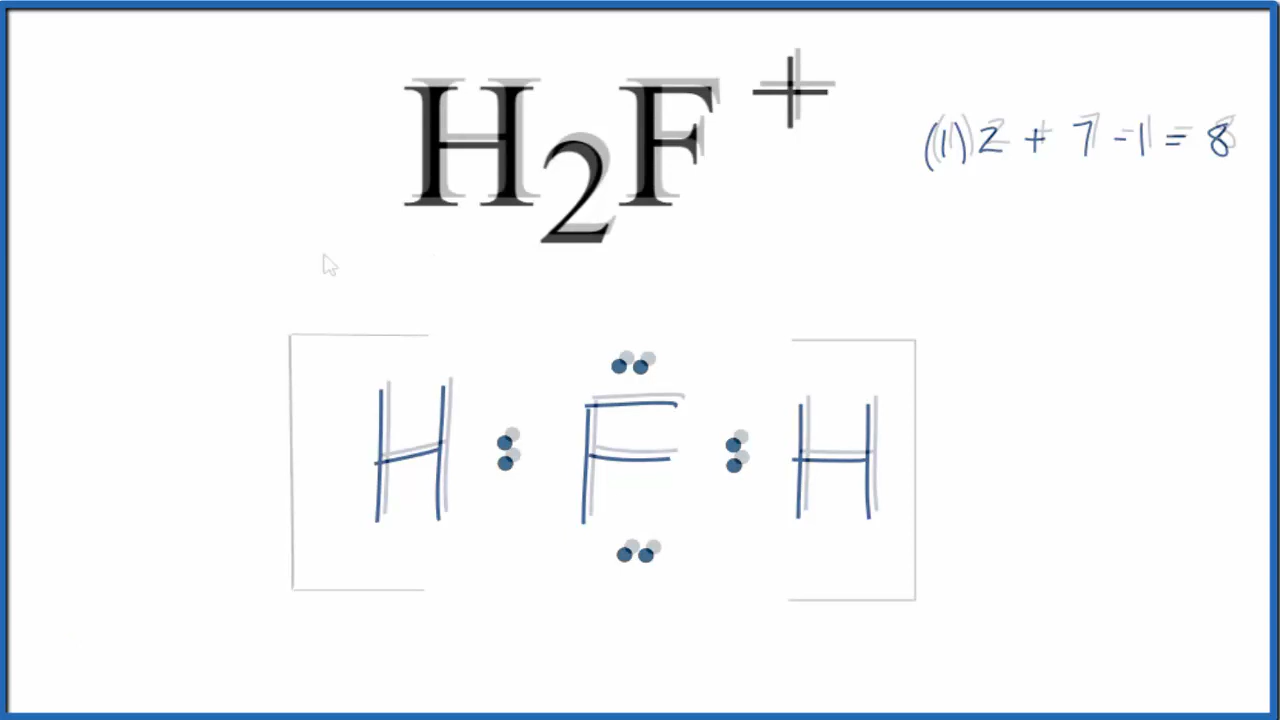 H₂F⁺
(1)2 + 7 - 1 = 8
[H : F : H]